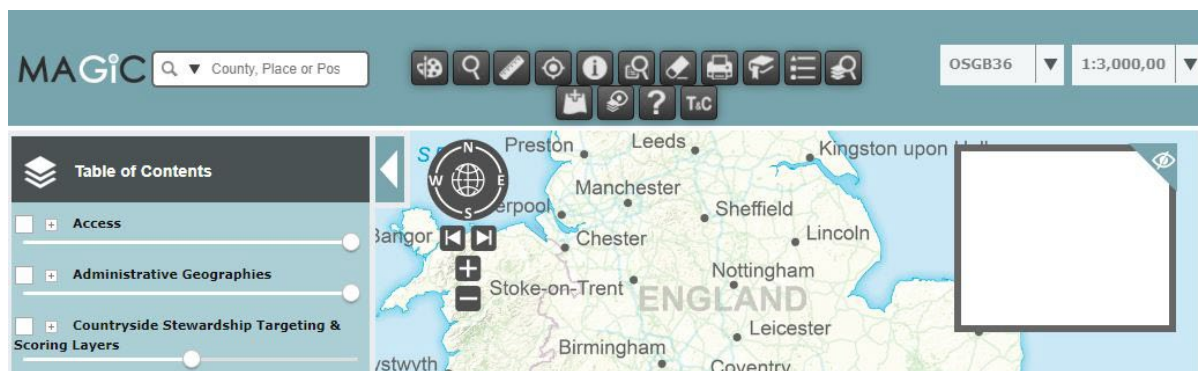 MAGiC
County, Place or Pos
T&C
OSGB36
1:3,000,00
Table of Contents
Access
Administrative Geographies
Countryside Stewardship Targeting &
Scoring Layers
N
W
E
S
Preston
Leeds
Kingston upon
Manchester
Sheffield
Bangor
Chester
Lincoln
Stoke-on-Trent
Nottingham
ENGLAND
Leicester
Birmingham
Coventry